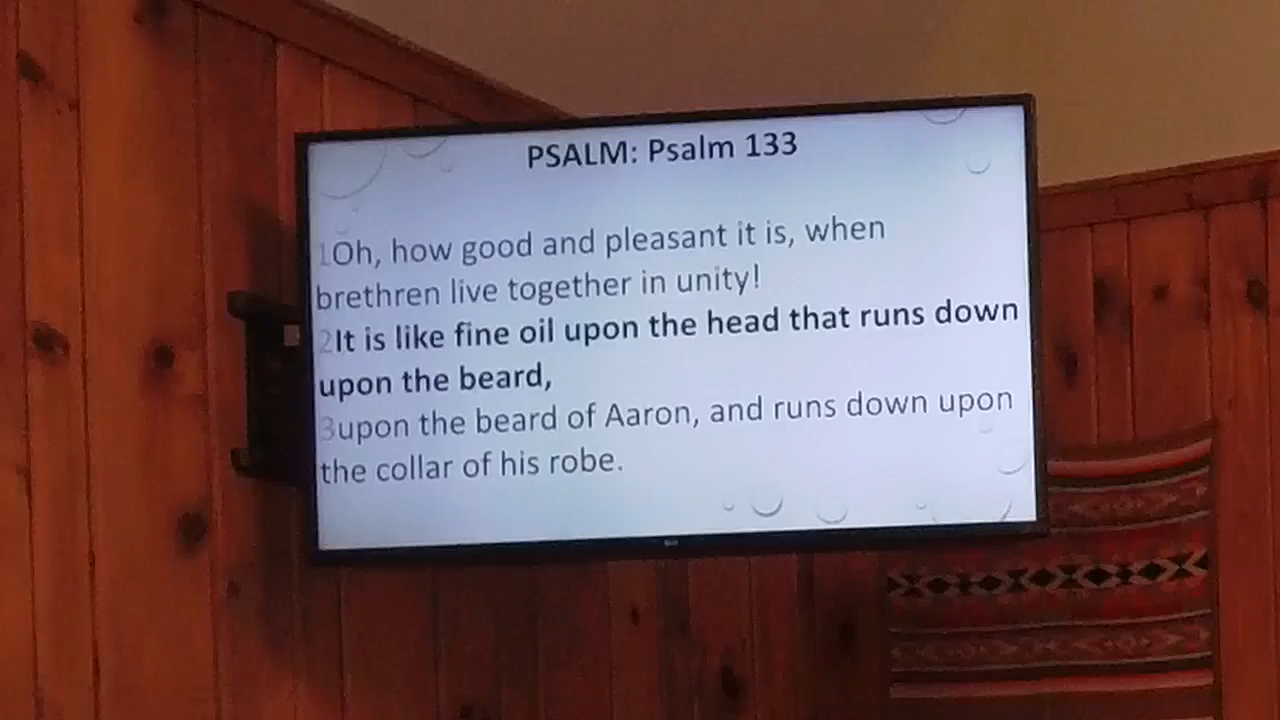 PSALM: Psalm 133
1Oh, how good and pleasant it is, when
brethren live together in unity!
2It is like fine oil upon the head that runs down
upon the beard,
3upon the beard of Aaron, and runs down upon
the collar of his robe.